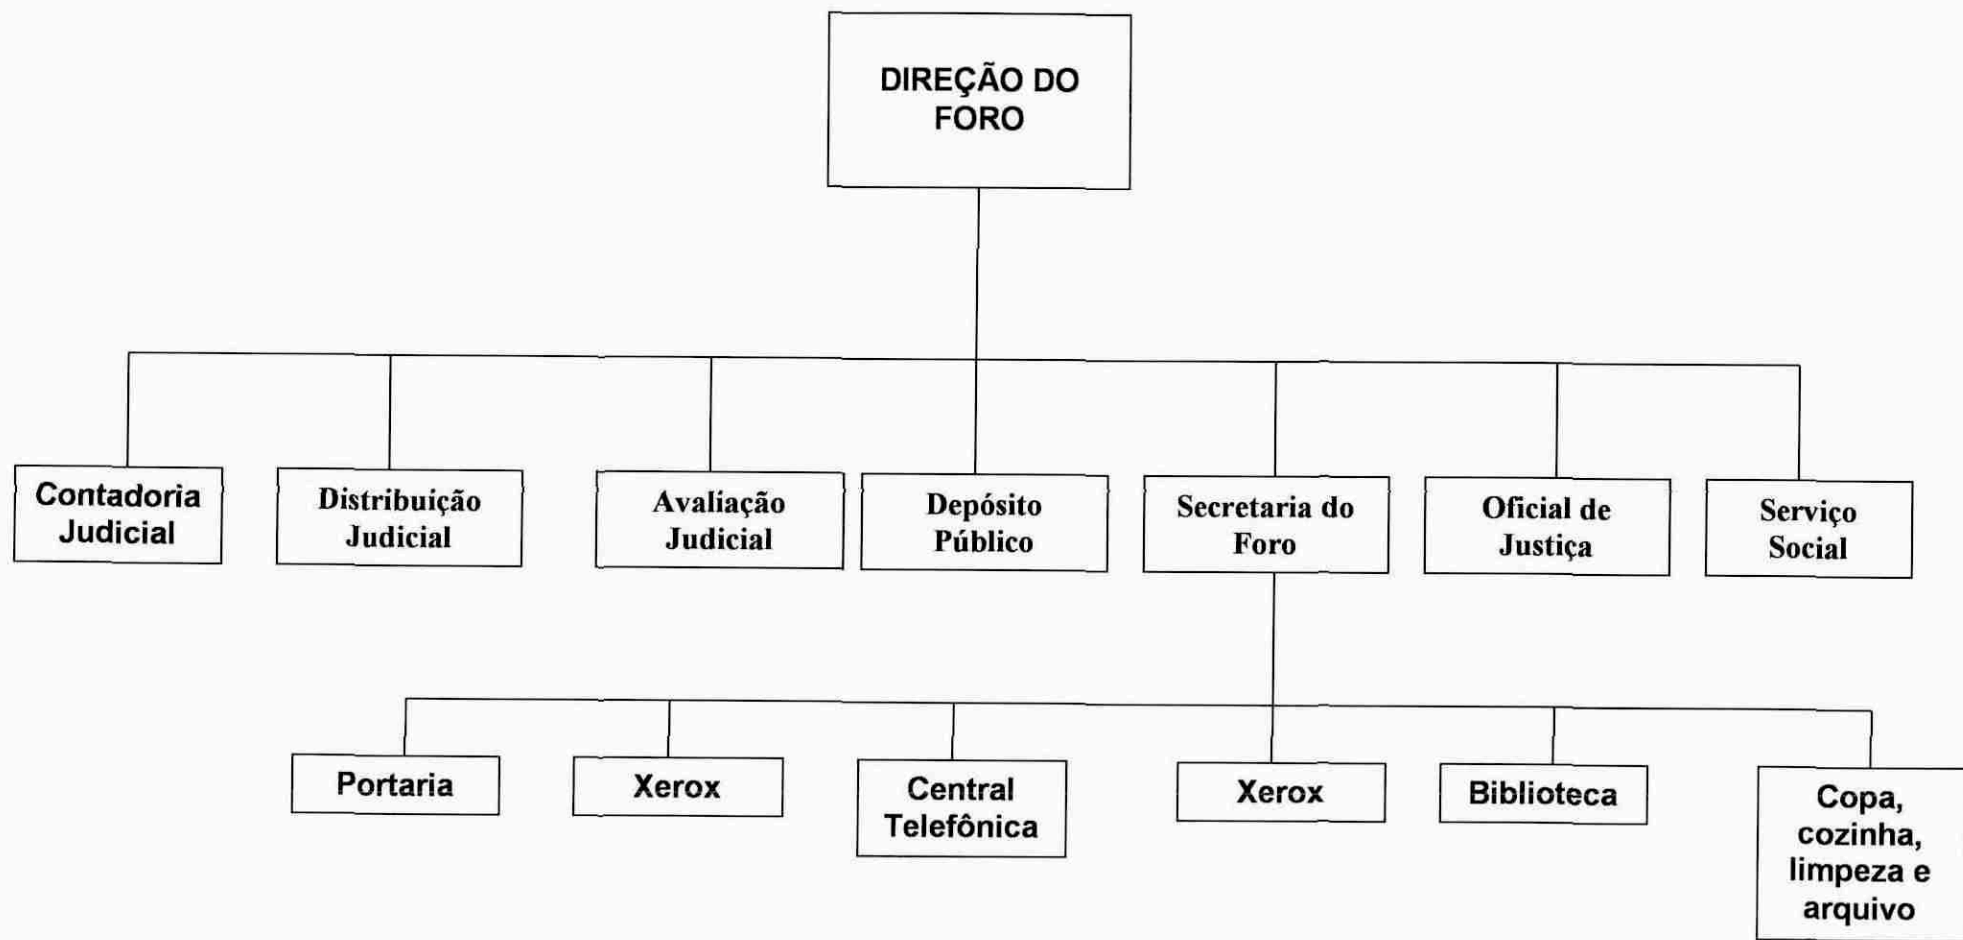 DIREÇÃO DO
FORO
Contadoria
Judicial
Distribuição
Judicial
Avaliação
Judicial
Depósito
Público
Secretaria do
Foro
Oficial de
Justiça
Serviço
Social
Portaria
Xerox
Central
Telefônica
Xerox
Biblioteca
Copa,
cozinha,
limpeza e
arquivo